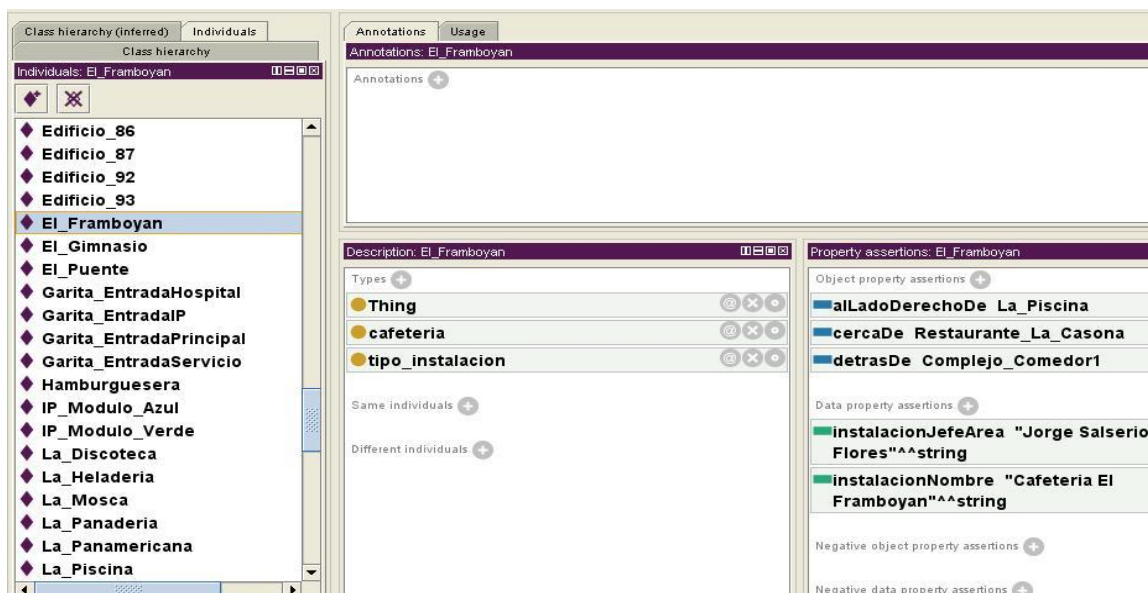 Class hierarchy (inferred)
Individuals
Class hierarchy
Individuals: El_Framboyan
Edificio_86
Edificio_87
Edificio_92
Edificio_93
El_Framboyan
El_Gimnasio
El_Puente
Garita_EntradaHospital
Garita_EntradaIP
Garita_EntradaPrincipal
Garita_EntradaServicio
Hamburguesera
IP_Modulo_Azul
IP_Modulo_Verde
La_Discoteca
La_Heladeria
La_Mosca
La_Panaderia
La_Panamericana
La_Piscina
Annotations
Usage
Annotations: El_Framboyan
Annotations
Description: El_Framboyan
Types
Thing
cafeteria
tipo_instalacion
Same individuals
Different individuals
Property assertions: El_Framboyan
Object property assertions
alLadoDerechoDe La_Piscina
cercaDe Restaurante_La_Casona
detrasDe Complejo_Comedor1
Data property assertions
instalacionJefeArea "Jorge Salserio
Flores"^^string
instalacionNombre "Cafeteria El
Framboyan"^^string
Negative object property assertions
Negative data property assertions